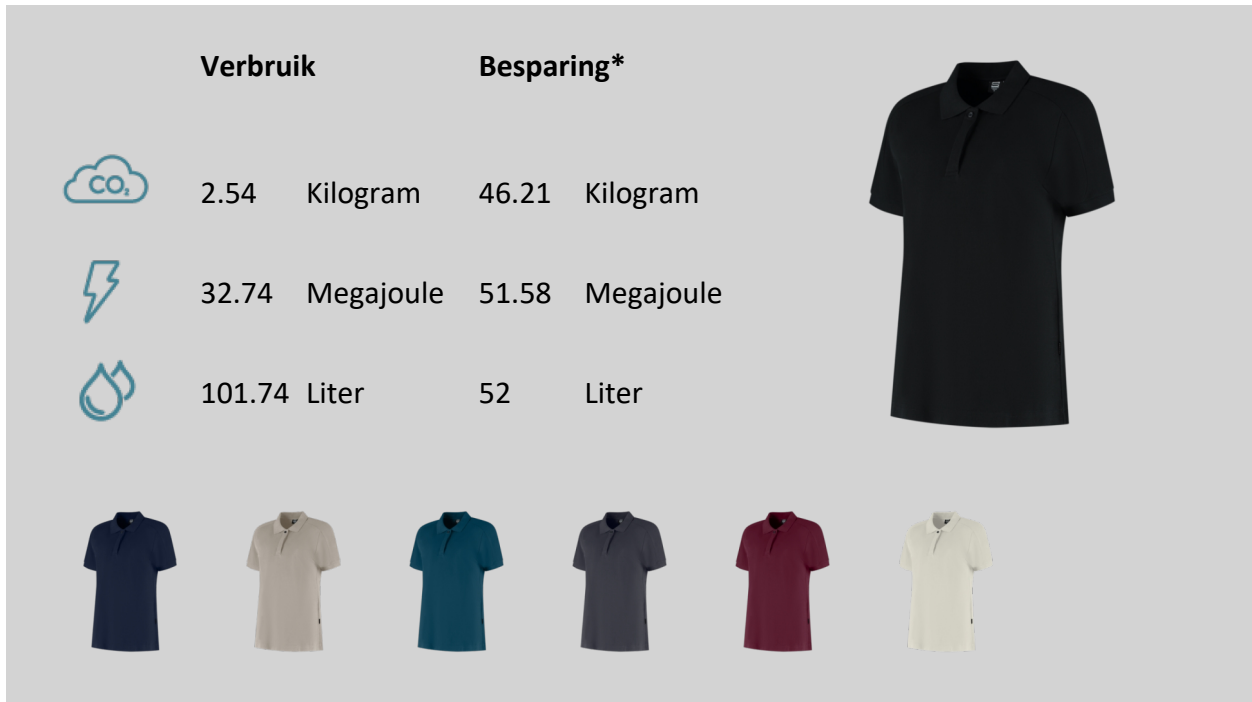 Verbruik Besparing*
CO₂
2.54 Kilogram 46.21 Kilogram
32.74 Megajoule 51.58 Megajoule
101.74 Liter 52 Liter